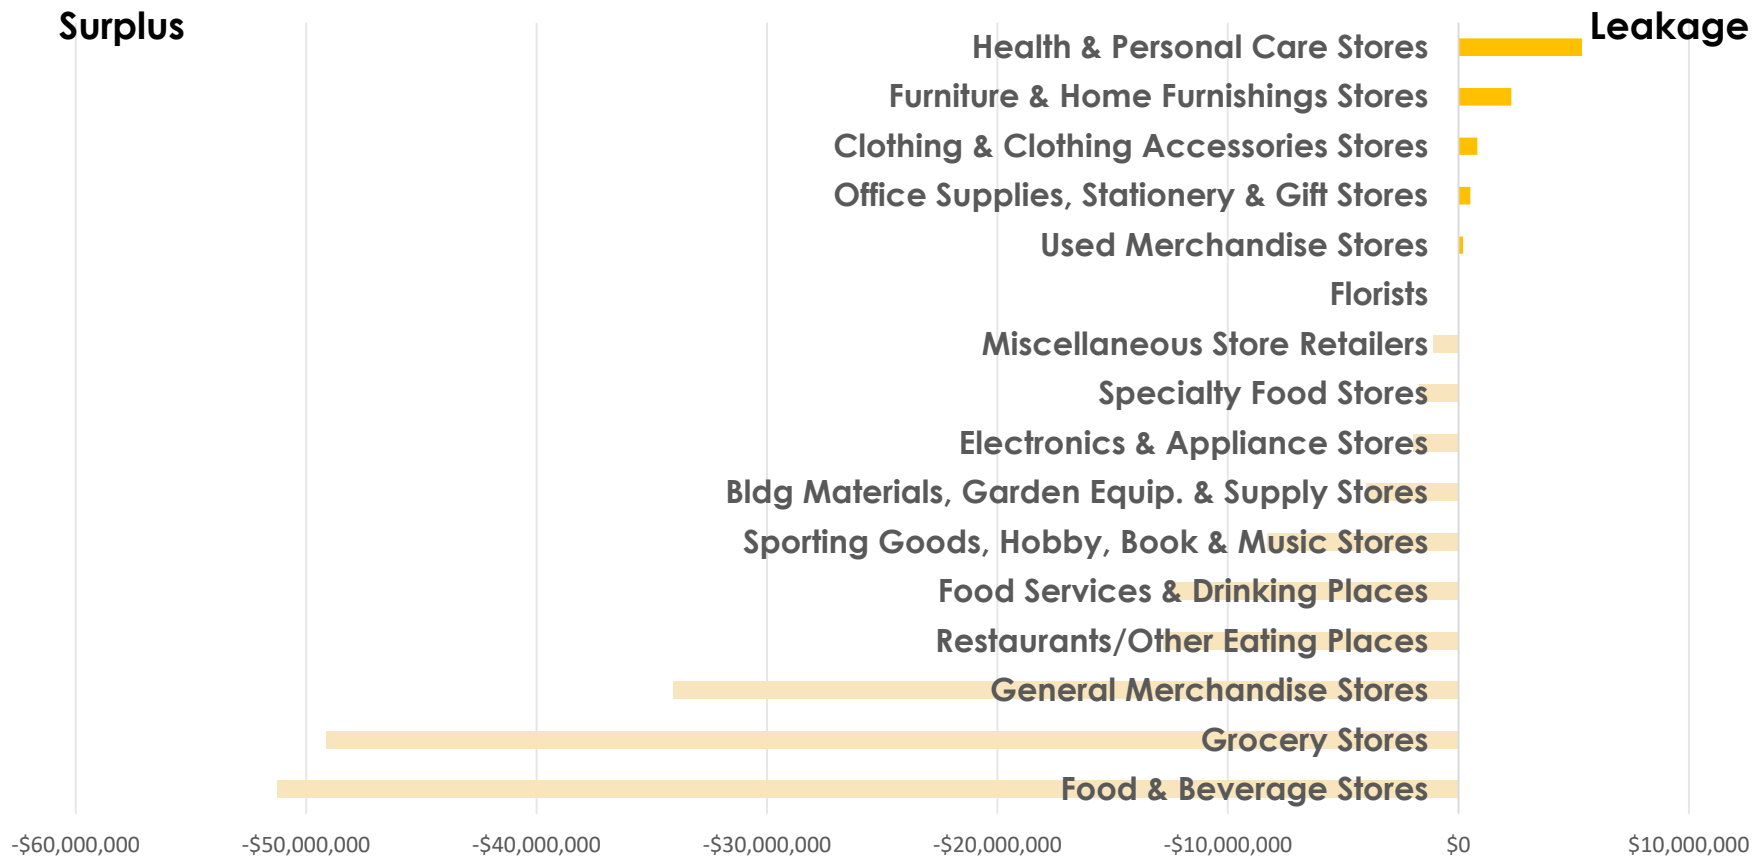 Surplus
Leakage
Health & Personal Care Stores
Furniture & Home Furnishings Stores
Clothing & Clothing Accessories Stores
Office Supplies, Stationery & Gift Stores
Used Merchandise Stores
Florists
Miscellaneous Store Retailers
Specialty Food Stores
Electronics & Appliance Stores
Bldg Materials, Garden Equip. & Supply Stores
Sporting Goods, Hobby, Book & Music Stores
Food Services & Drinking Places
Restaurants/Other Eating Places
General Merchandise Stores
Grocery Stores
Food & Beverage Stores
-$60,000,000 -$50,000,000 -$40,000,000 -$30,000,000 -$20,000,000 -$10,000,000 $0 $10,000,000